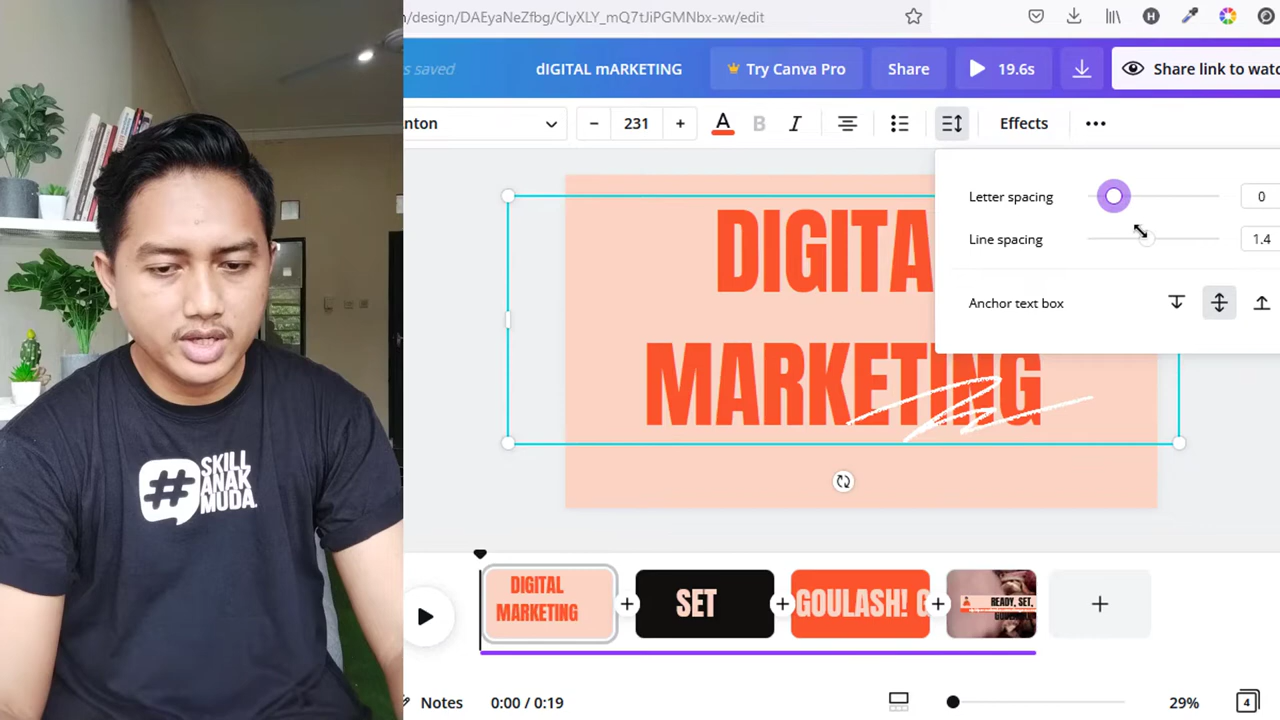 /design/DAEyaNeZfbg/ClyXLY_mQ7tJiPGMNbx-xw/edit
s saved
dIGITAL mARKETING
Try Canva Pro
Share
19.6s
Share link to watc
nton
231
A
B
I
Effects
Letter spacing
0
Line spacing
1.4
Anchor text box
DIGITA
MARKETING
#SKILL
ANAK
MUDA.
DIGITAL
MARKETING
SET
GOULASH! G
READY, SET,
Notes
0:00 / 0:19
29%
4